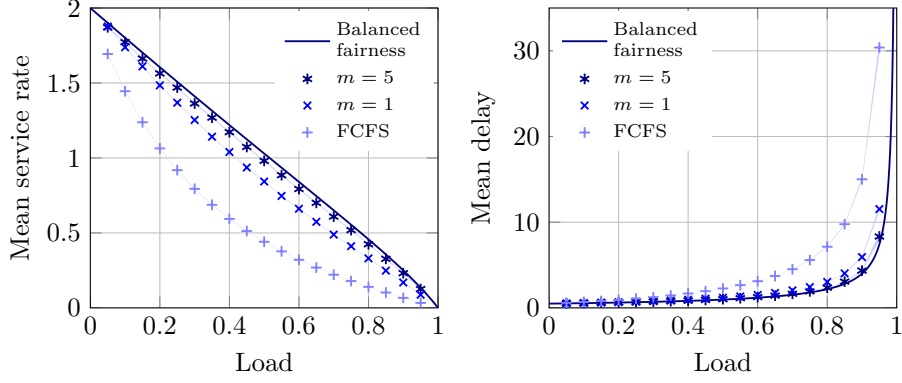 2
1.5
1
0.5
0
0
0.2
0.4
0.6
0.8
1
Load
Mean service rate
Balanced
fairness
m = 5
m = 1
FCFS
30
20
10
0
0
0.2
0.4
0.6
0.8
1
Load
Mean delay
Balanced
fairness
m = 5
m = 1
FCFS